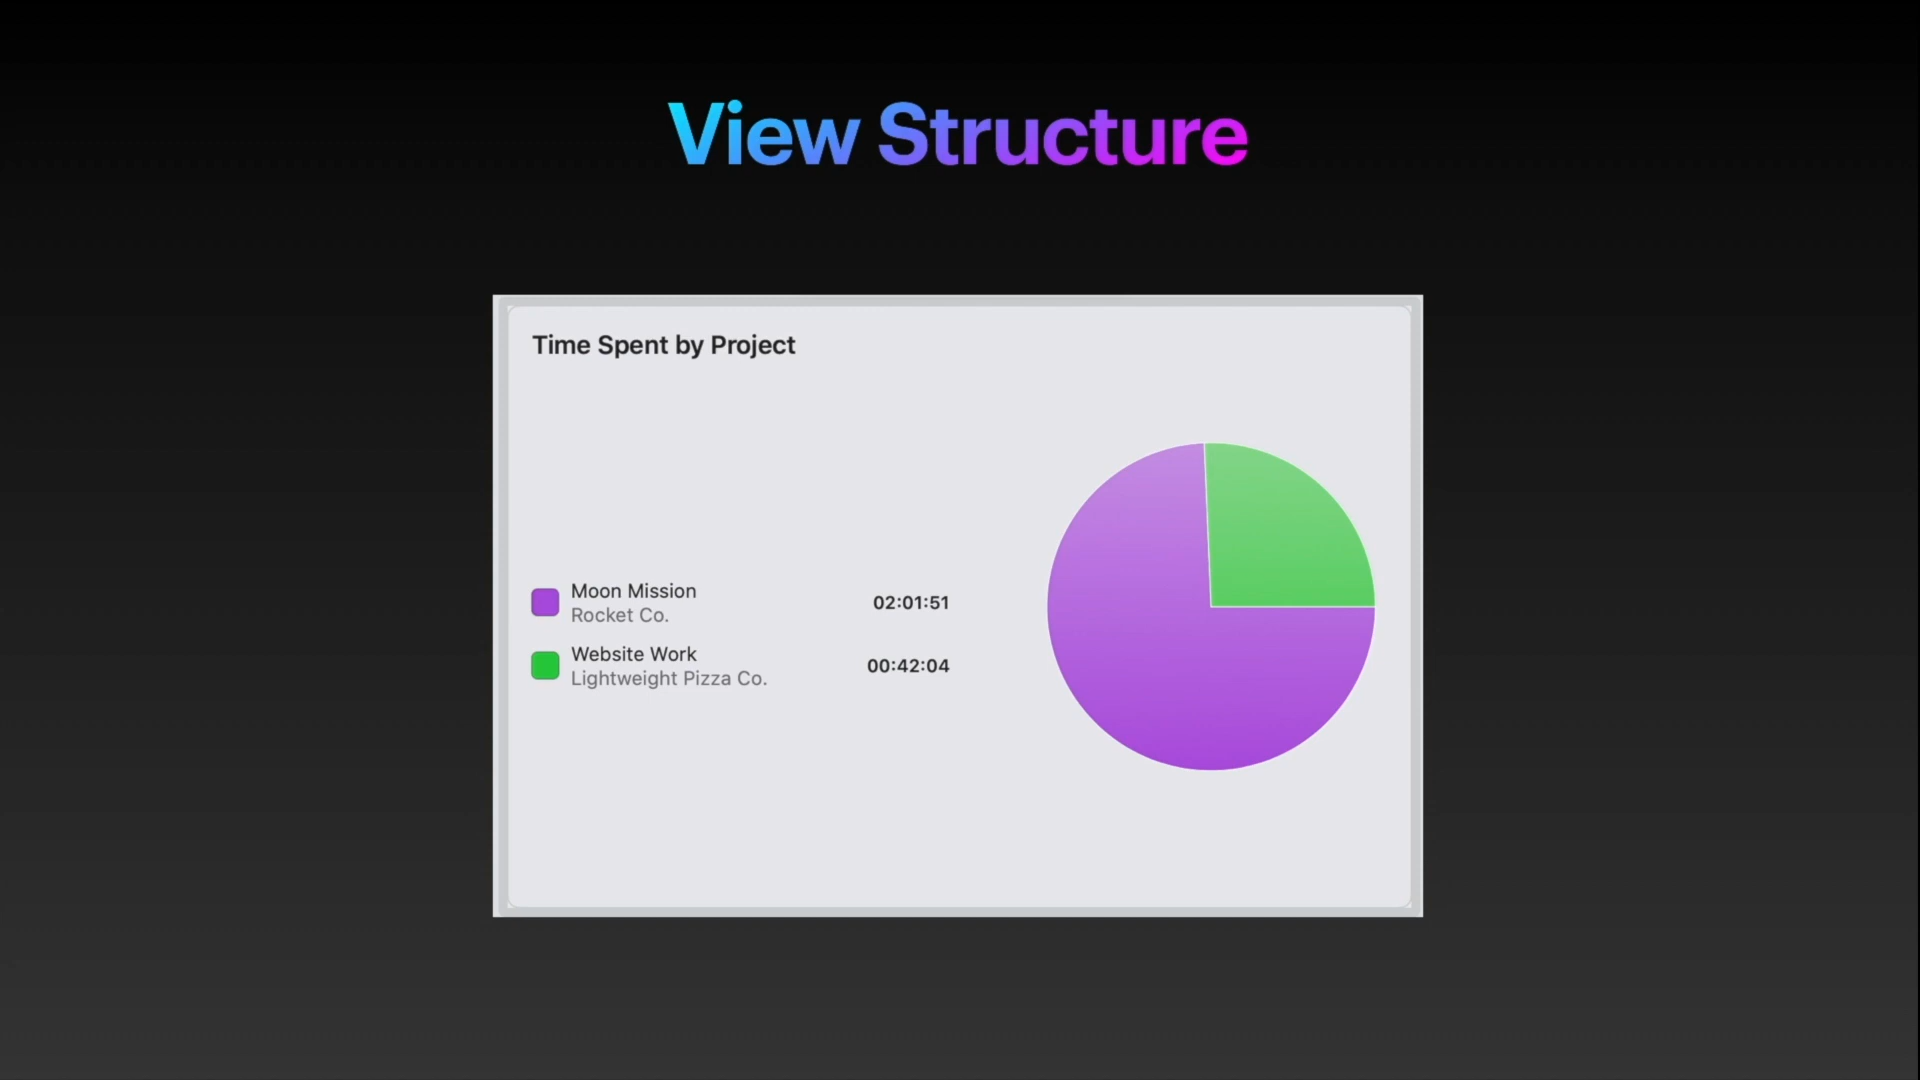 View Structure
Time Spent by Project
Moon Mission
Rocket Co.
02:01:51
Website Work
Lightweight Pizza Co.
00:42:04